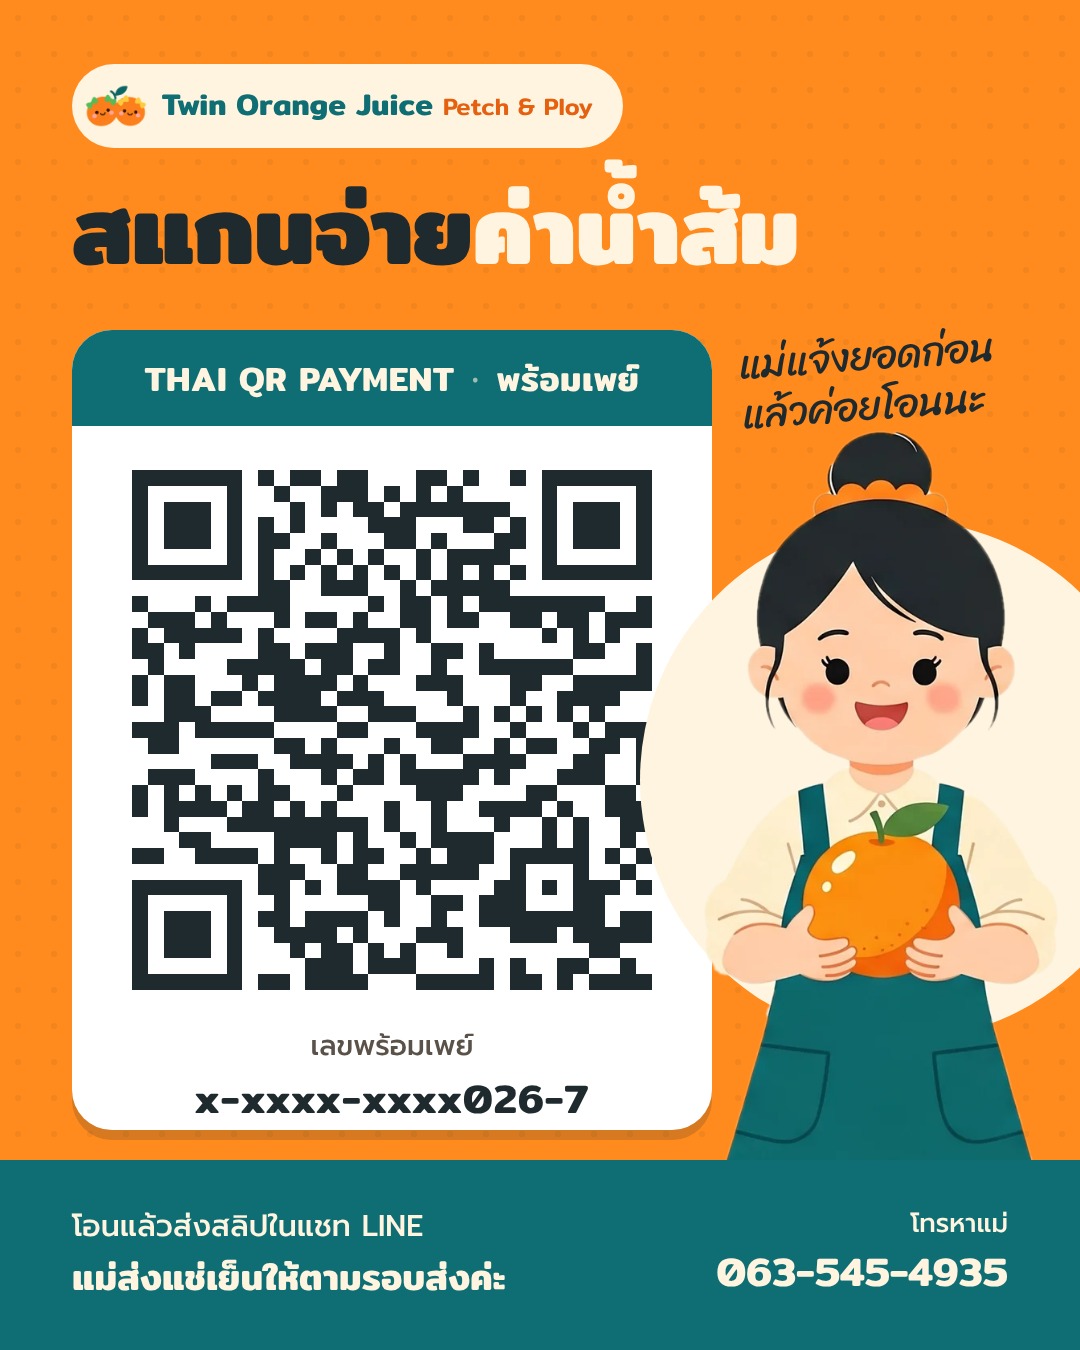 Twin Orange Juice Petch & Ploy
สแกนจ่ายค่าน้ำส้ม
แม่แจ้งยอดก่อน
แล้วค่อยโอนนะ
THAI QR PAYMENT · พร้อมเพย์
เลขพร้อมเพย์
x-xxxx-xxxx026-7
โอนแล้วส่งสลิปในแชท LINE
แม่ส่งแช่เย็นให้ตามรอบส่งค่ะ
โทรหาแม่
063-545-4935